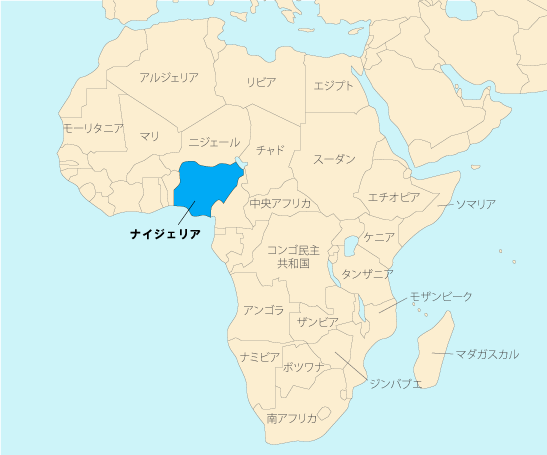 アルジェリア
リビア
エジプト
モーリタニア
マリ
ニジェール
チャド
スーダン
エチオピア
ソマリア
中央アフリカ
ナイジェリア
ケニア
コンゴ民主
共和国
タンザニア
モザンビーク
アンゴラ
ザンビア
マダガスカル
ナミビア
ボツワナ
ジンバブエ
南アフリカ